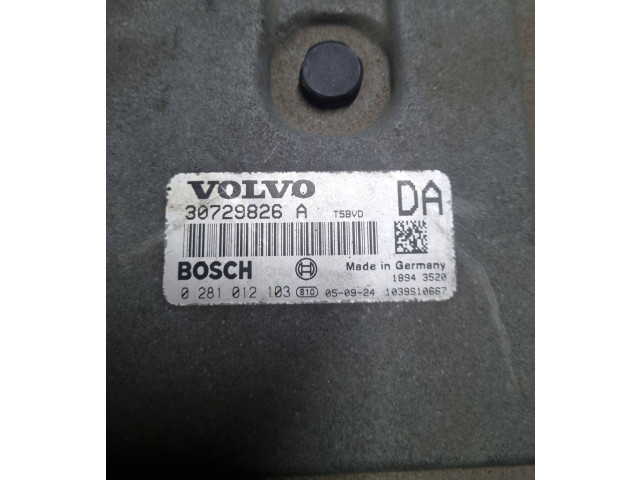 VOLVO
30729826 A T5BVD DA
BOSCH Made in Germany
1894 3520
0 281 012 103 810 05-09-24 1039S10667